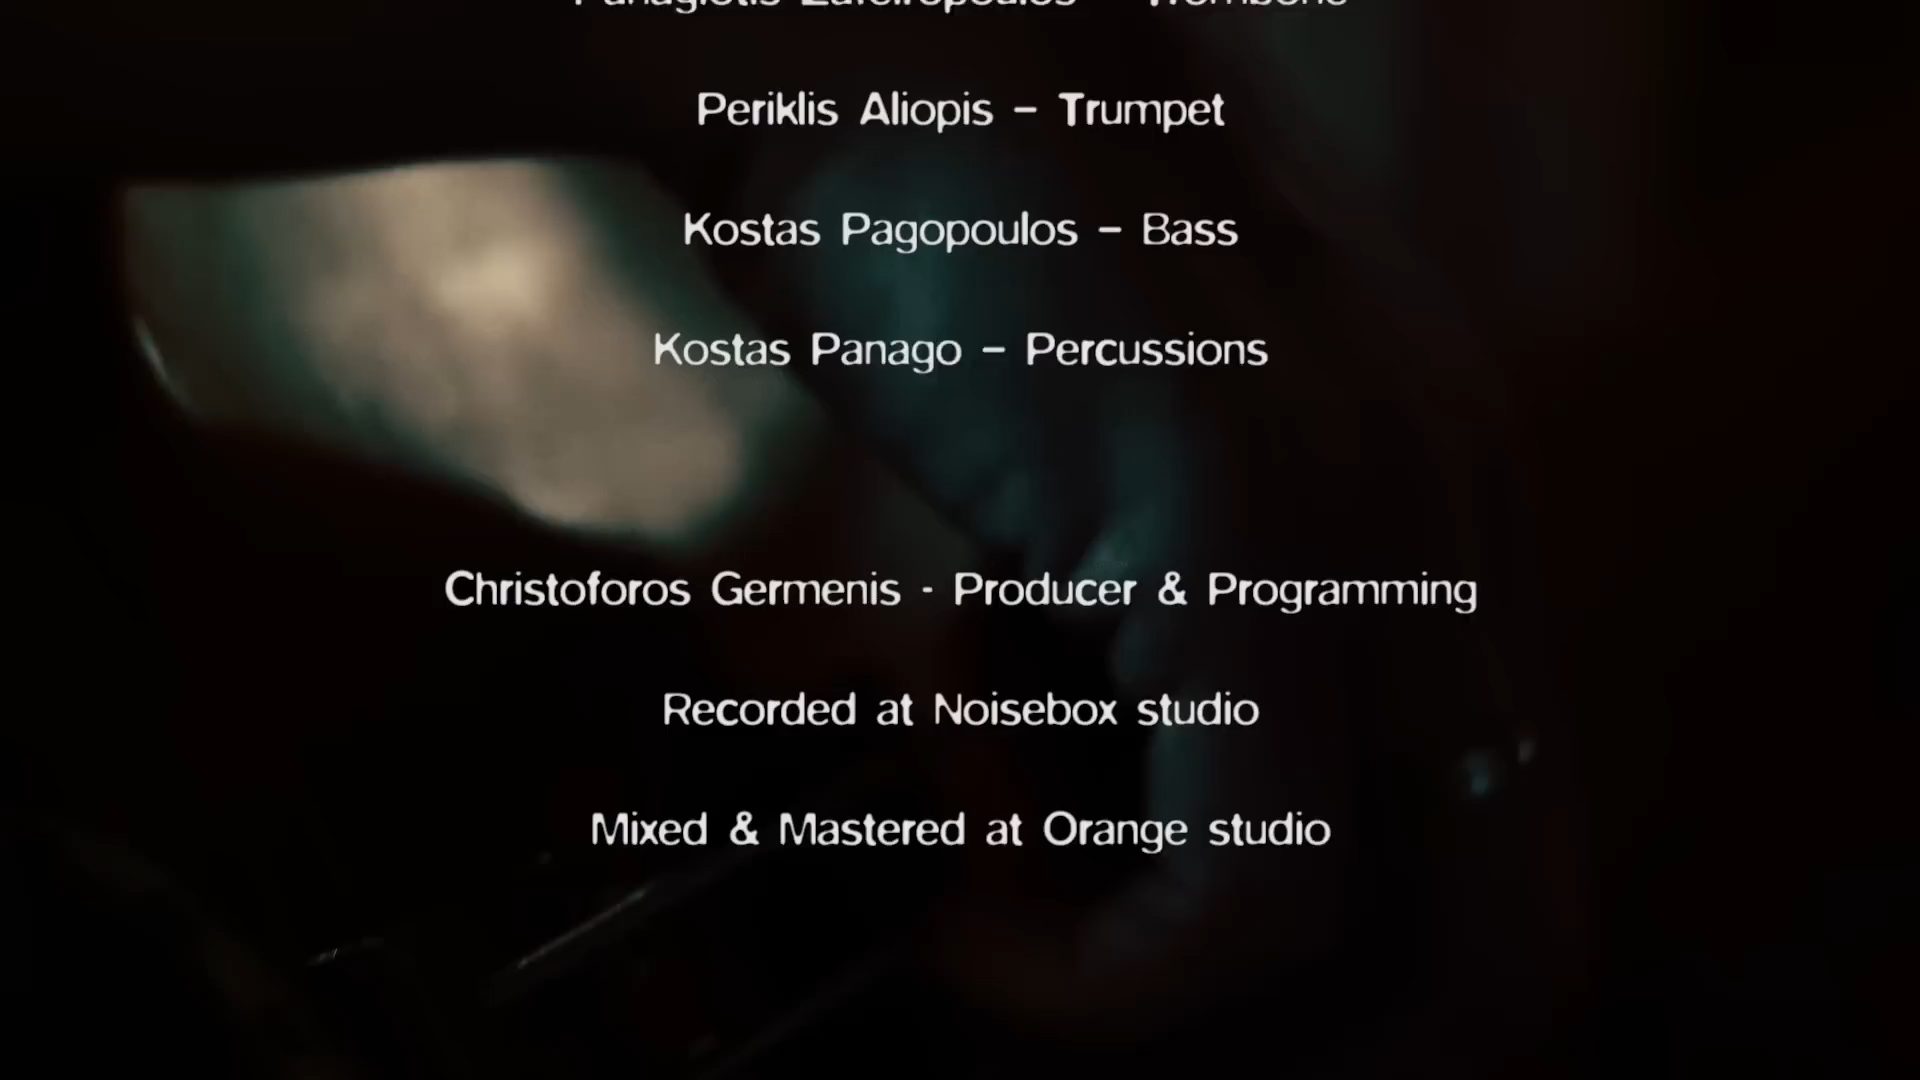 Periklis Aliopis – Trumpet
Kostas Pagopoulos – Bass
Kostas Panago – Percussions
Christoforos Germenis - Producer & Programming
Recorded at Noisebox studio
Mixed & Mastered at Orange studio